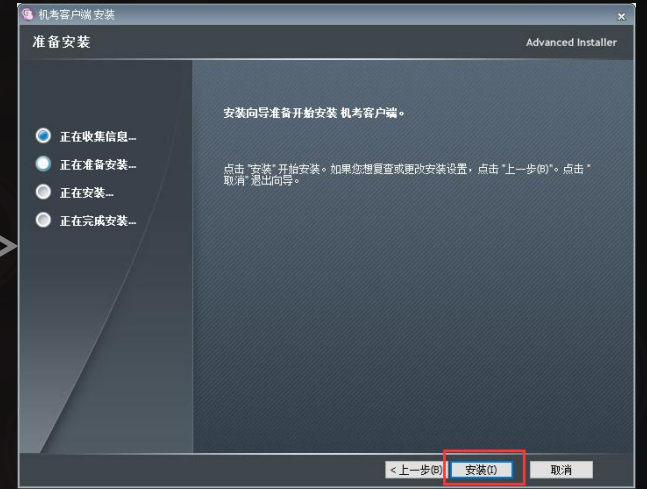 机考客户端 安装
准备安装
Advanced Installer
安装向导准备开始安装 机考客户端。
正在收集信息...
正在准备安装...
点击 "安装" 开始安装。如果您想复查或更改安装设置，点击 "上一步(B)"。点击 "
取消" 退出向导。
正在安装...
正在完成安装...
< 上一步(B)
安装(I)
取消